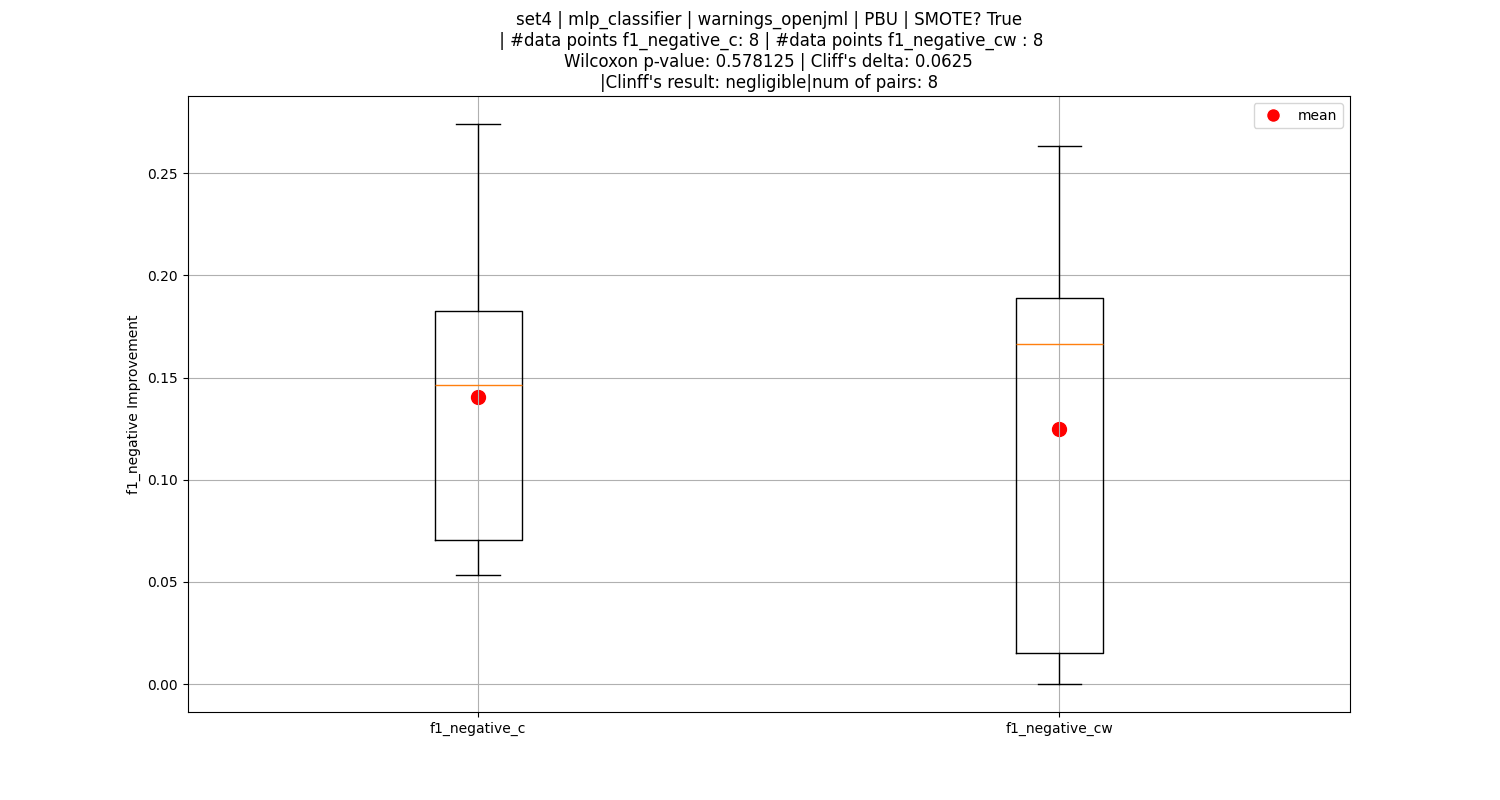 set4 | mlp_classifier | warnings_openjml | PBU | SMOTE? True
| #data points f1_negative_c: 8 | #data points f1_negative_cw : 8
Wilcoxon p-value: 0.578125 | Cliff's delta: 0.0625
|Clinff's result: negligible|num of pairs: 8
mean
f1_negative Improvement
0.25
0.20
0.15
0.10
0.05
0.00
f1_negative_c
f1_negative_cw